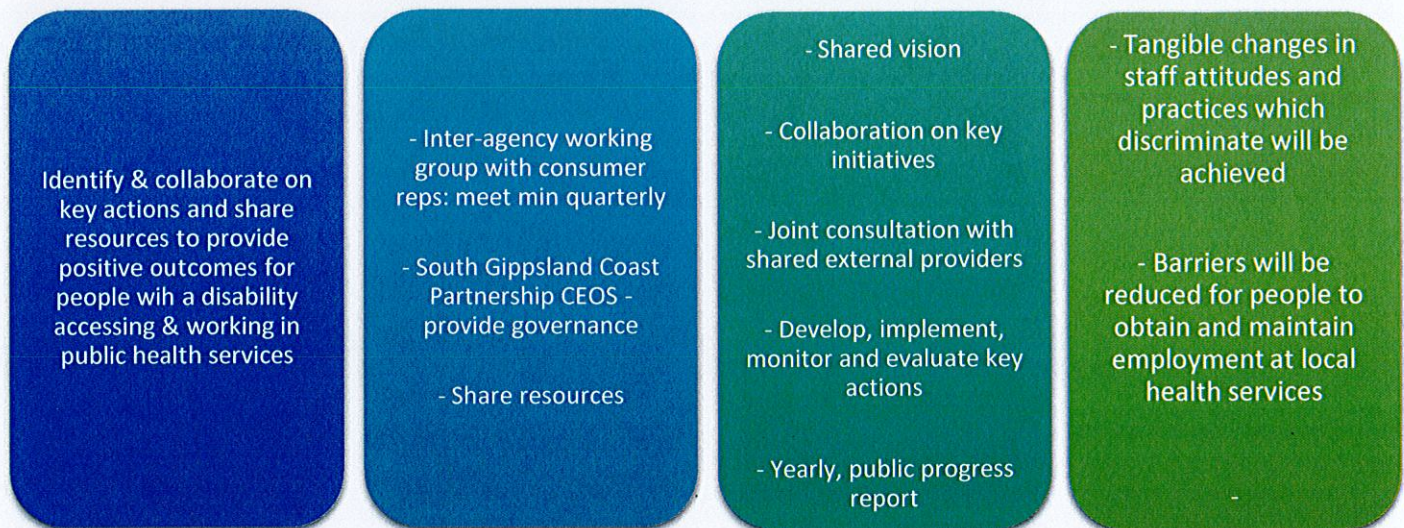 Identify & collaborate on
key actions and share
resources to provide
positive outcomes for
people wih a disability
accessing & working in
public health services
- Inter-agency working
group with consumer
reps: meet min quarterly
- South Gippsland Coast
Partnership CEOS -
provide governance
- Share resources
- Shared vision
- Collaboration on key
initiatives
- Joint consultation with
shared external providers
- Develop, implement,
monitor and evaluate key
actions
- Yearly, public progress
report
- Tangible changes in
staff attitudes and
practices which
discriminate will be
achieved
- Barriers will be
reduced for people to
obtain and maintain
employment at local
health services
-